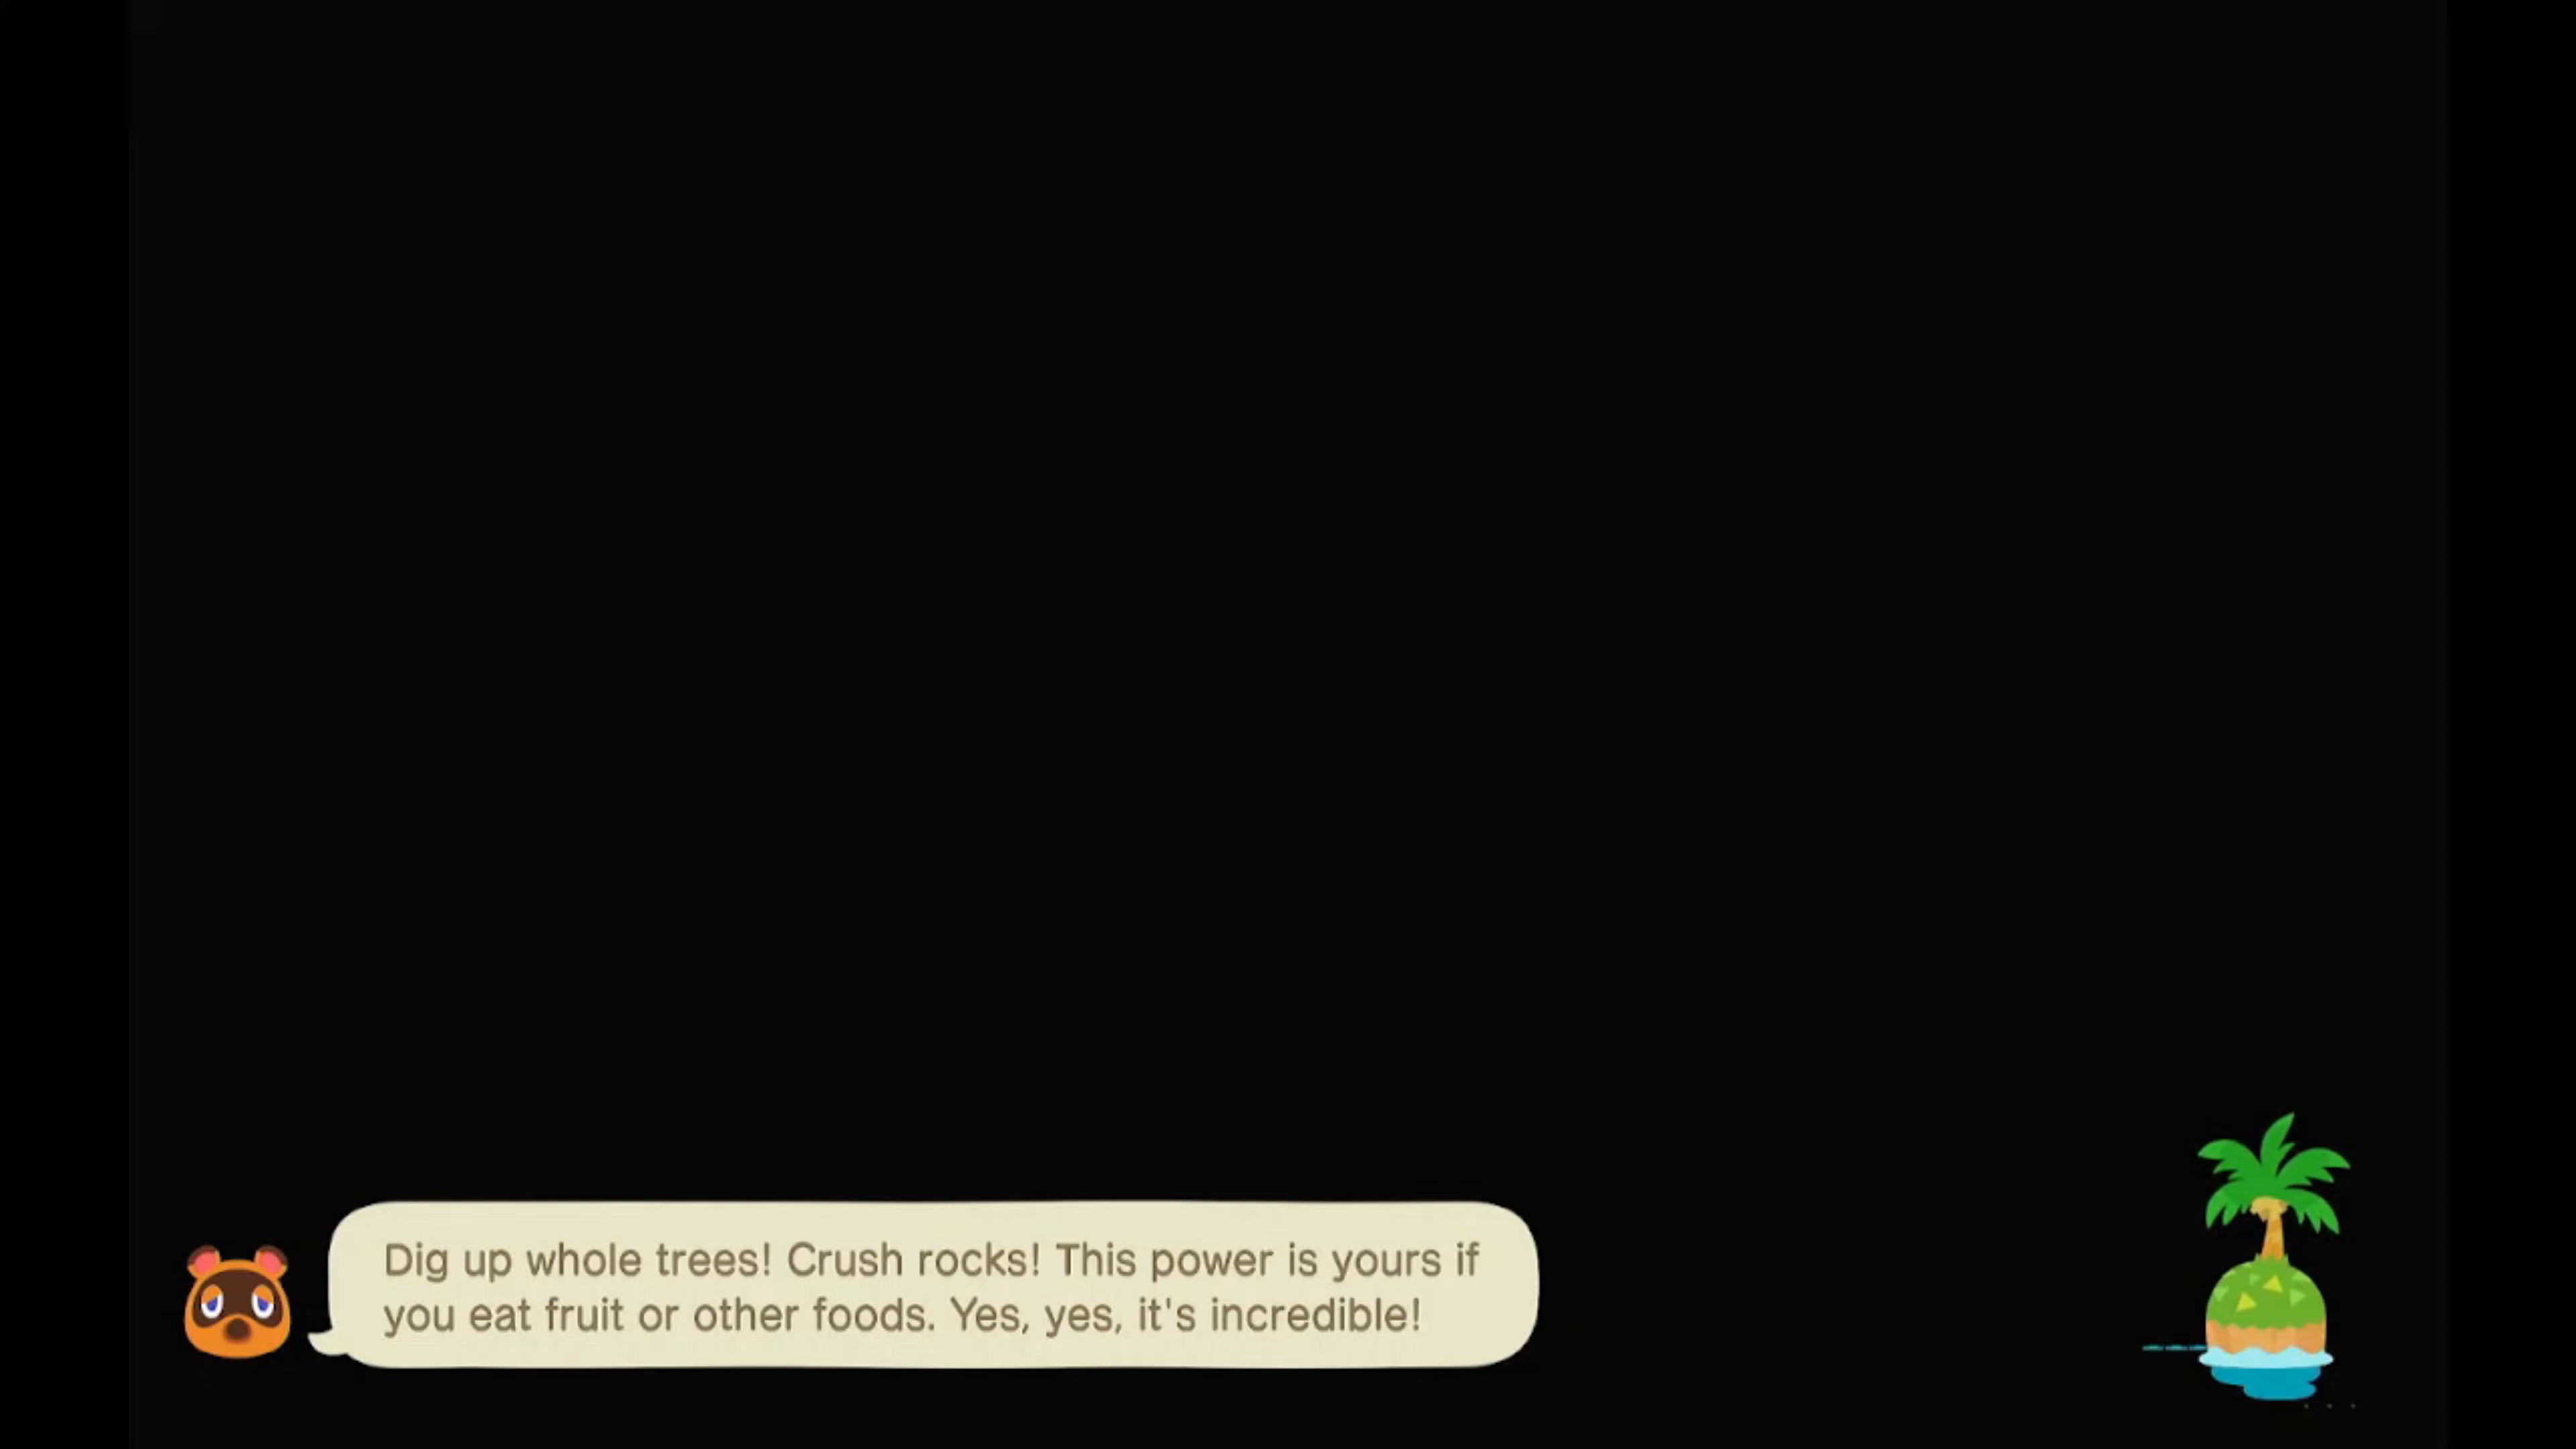 Dig up whole trees! Crush rocks! This power is yours if
you eat fruit or other foods. Yes, yes, it's incredible!